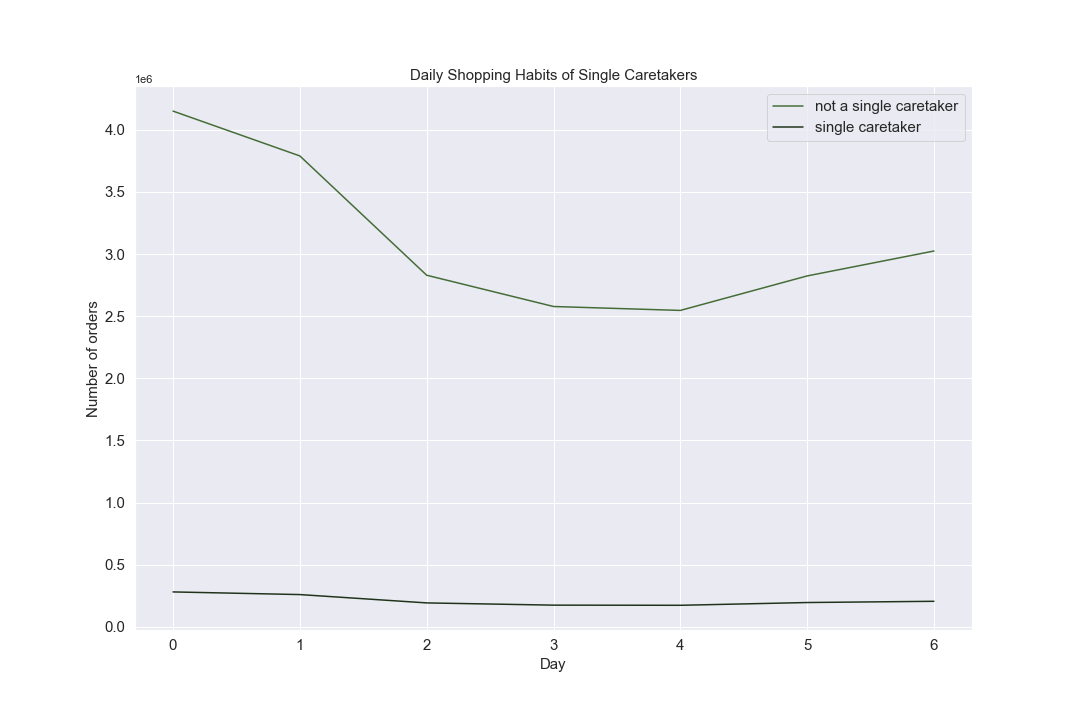 Daily Shopping Habits of Single Caretakers
1e6
not a single caretaker
single caretaker
4.0
3.5
3.0
2.5
2.0
1.5
1.0
0.5
0.0
Number of orders
0 1 2 3 4 5 6
Day